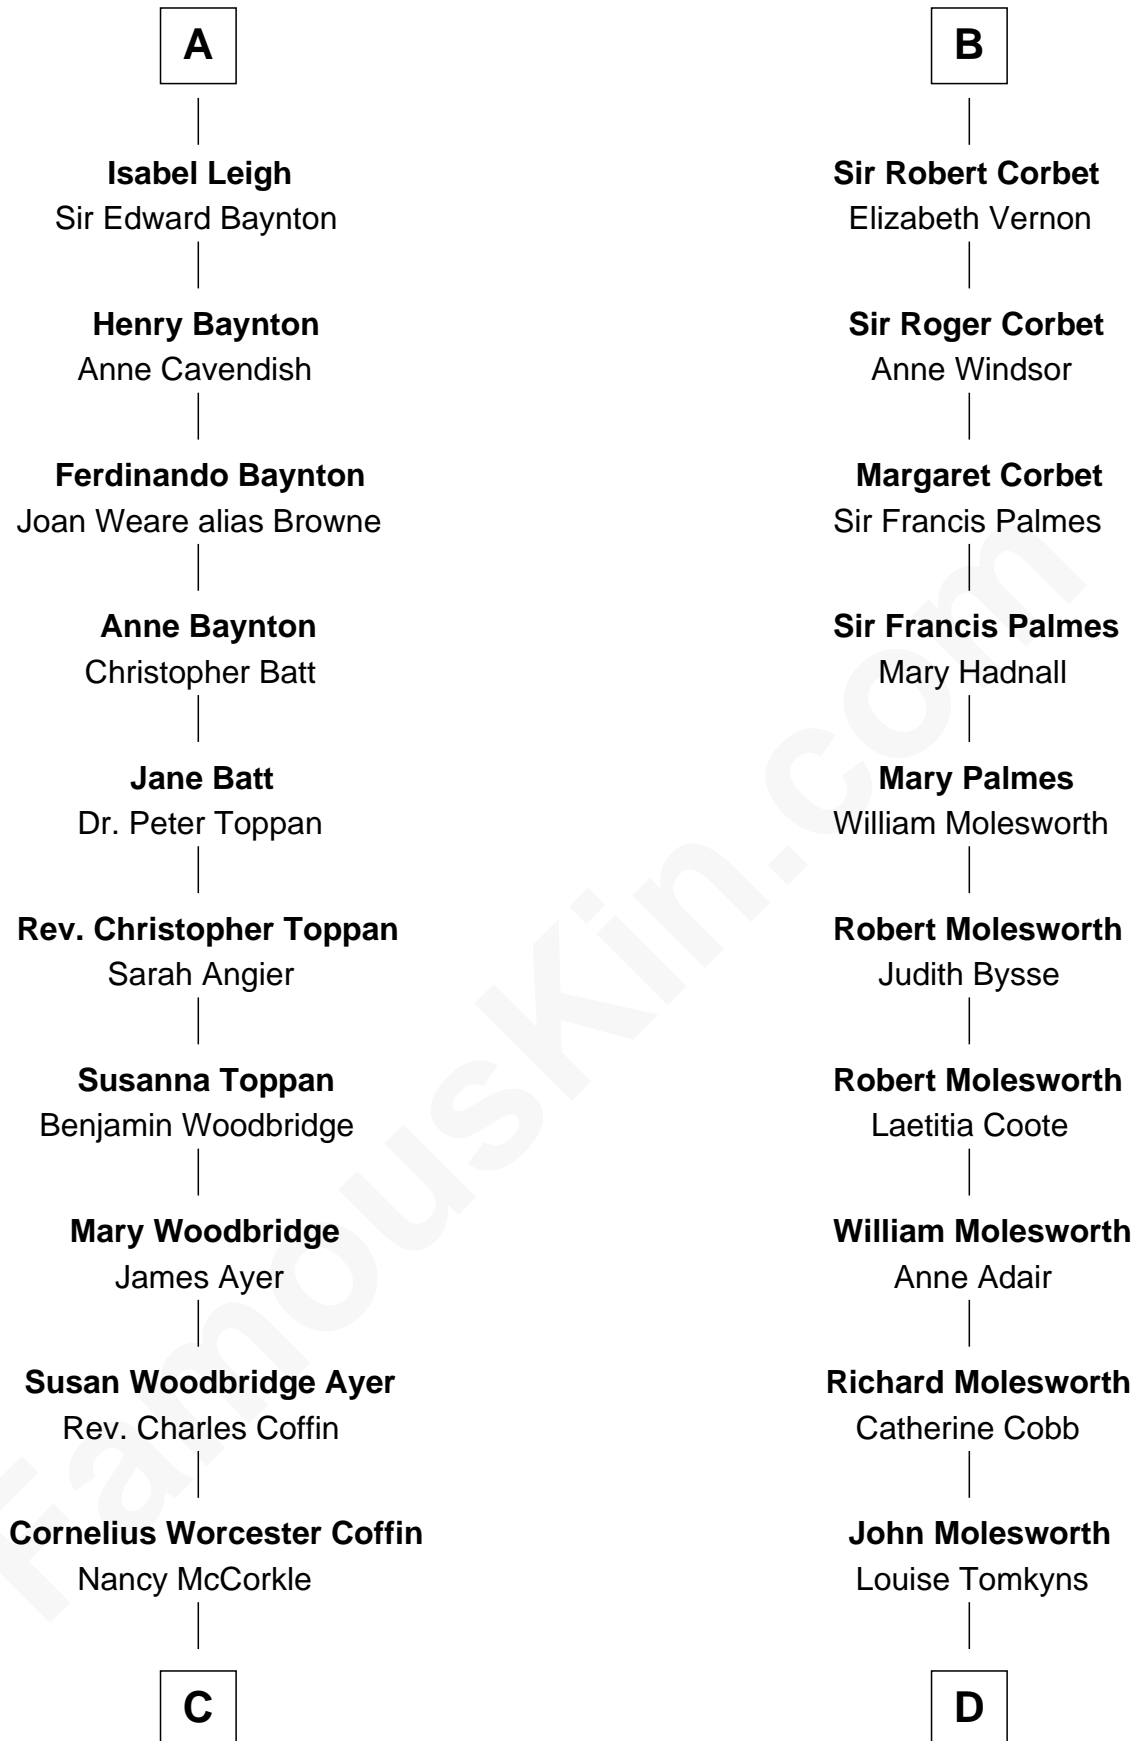 A
Isabel Leigh
Sir Edward Baynton
Henry Baynton
Anne Cavendish
Ferdinando Baynton
Joan Weare alias Browne
Anne Baynton
Christopher Batt
Jane Batt
Dr. Peter Toppan
Rev. Christopher Toppan
Sarah Angier
Susanna Toppan
Benjamin Woodbridge
Mary Woodbridge
James Ayer
Susan Woodbridge Ayer
Rev. Charles Coffin
Cornelius Worcester Coffin
Nancy McCorkle
C
B
Sir Robert Corbet
Elizabeth Vernon
Sir Roger Corbet
Anne Windsor
Margaret Corbet
Sir Francis Palmes
Sir Francis Palmes
Mary Hadnall
Mary Palmes
William Molesworth
Robert Molesworth
Judith Bysse
Robert Molesworth
Laetitia Coote
William Molesworth
Anne Adair
Richard Molesworth
Catherine Cobb
John Molesworth
Louise Tomkyns
D
FamousKin.com